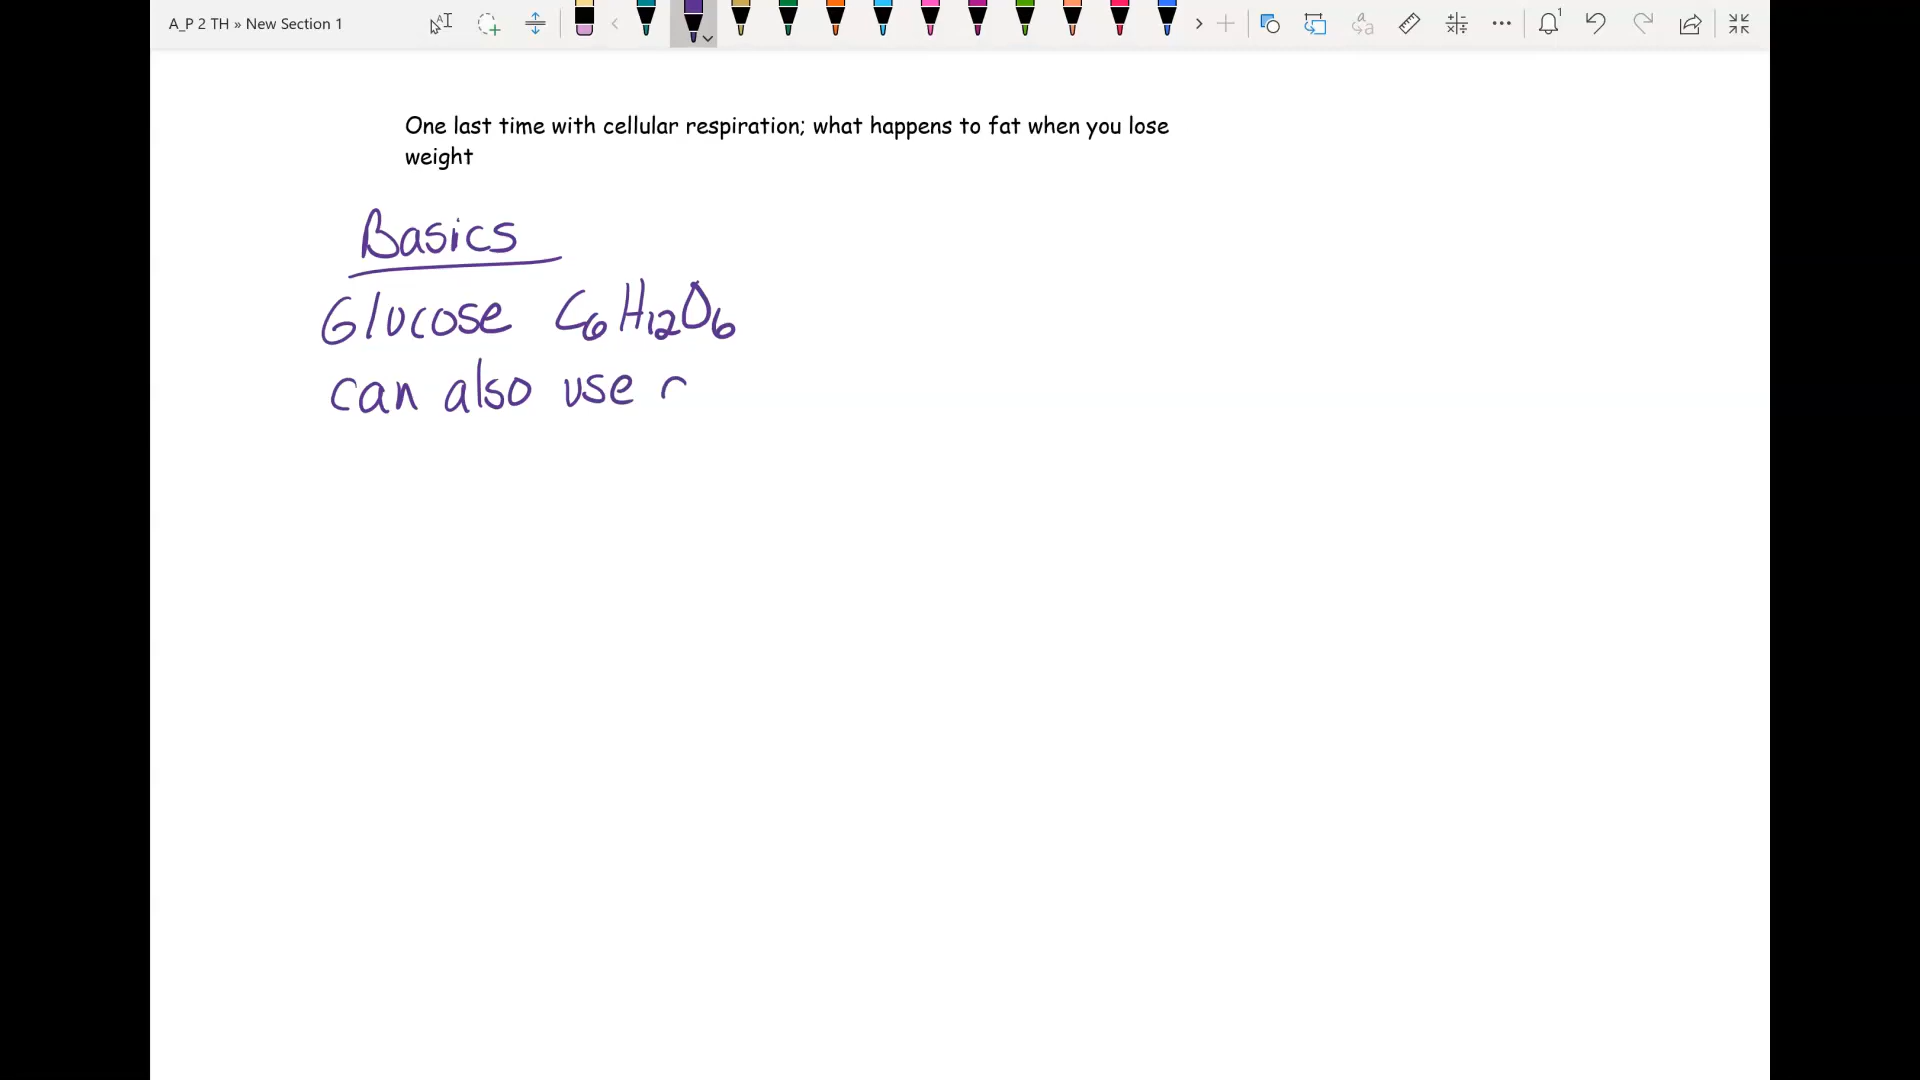 A_P 2 TH » New Section 1
One last time with cellular respiration; what happens to fat when you lose
weight
Basics
Glucose C6H12O6
can also use